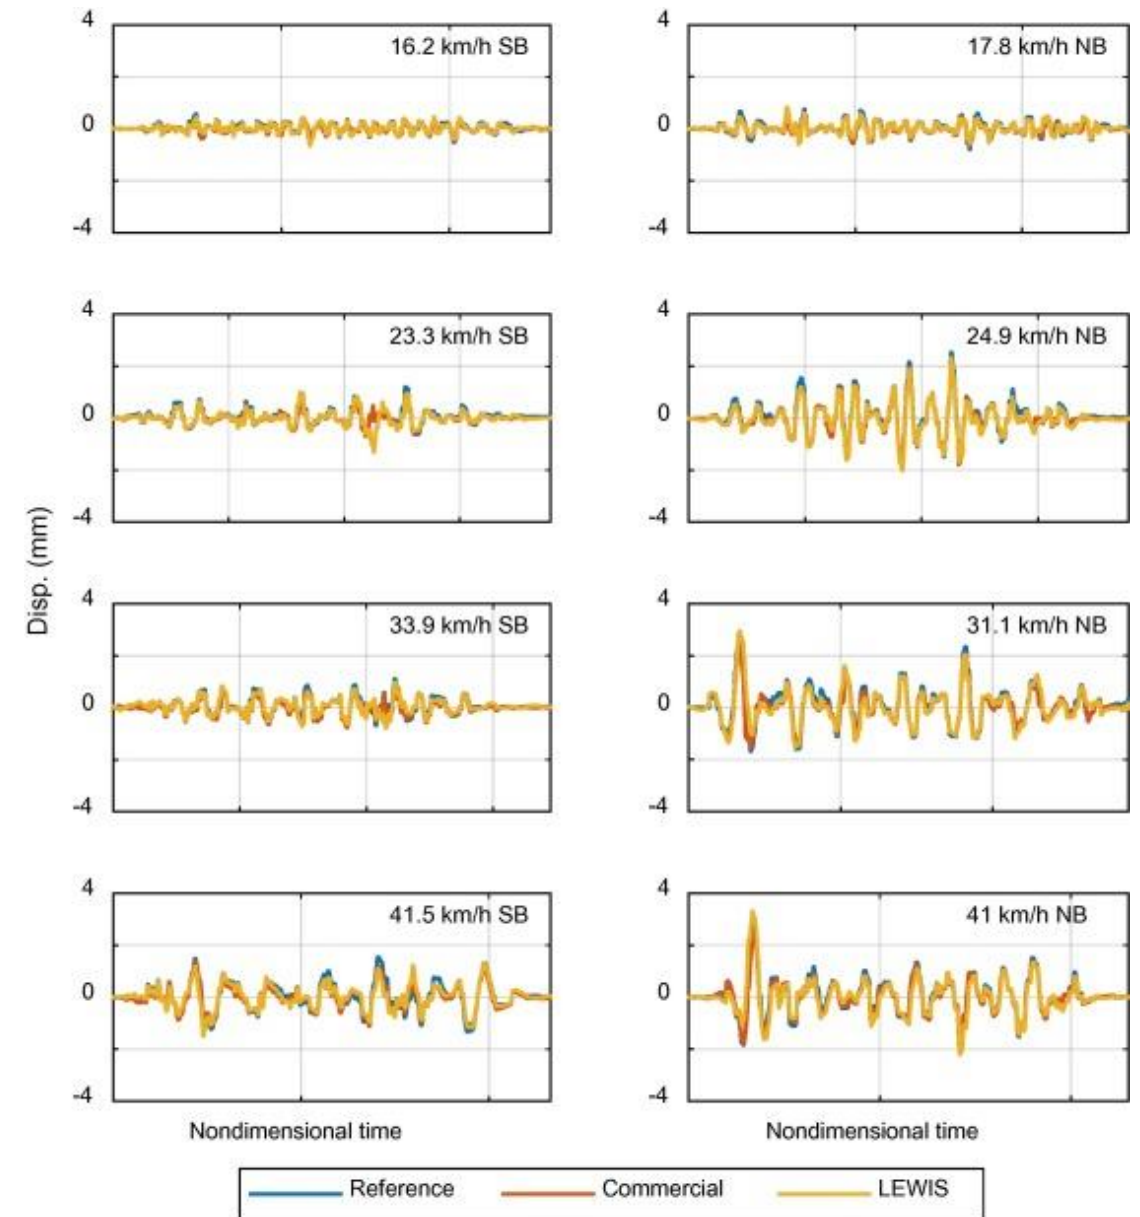 4
16.2 km/h SB
0
-4
4
17.8 km/h NB
0
-4
4
23.3 km/h SB
0
-4
4
24.9 km/h NB
0
-4
Disp. (mm)
4
33.9 km/h SB
0
-4
4
31.1 km/h NB
0
-4
4
41.5 km/h SB
0
-4
4
41 km/h NB
0
-4
Nondimensional time
Nondimensional time
Reference Commercial LEWIS